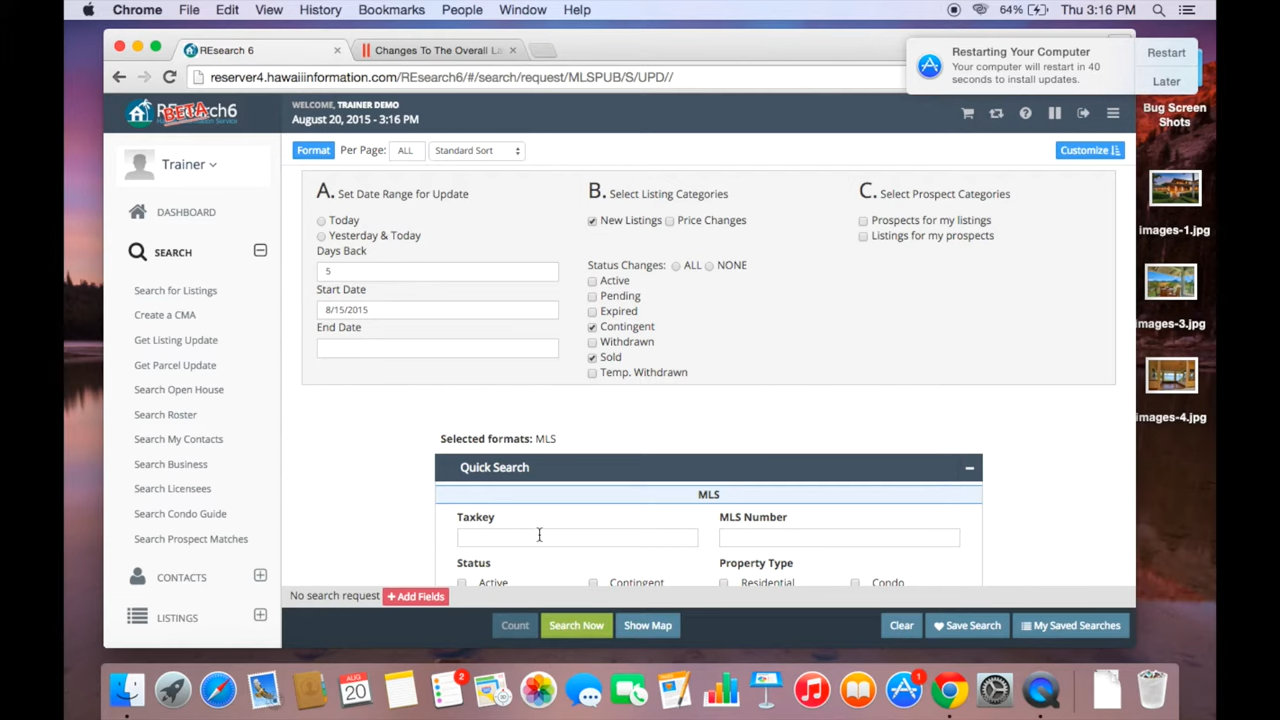 Chrome File Edit View History Bookmarks People Window Help 64% Thu 3:16 PM
REsearch 6
Changes To The Overall La
reserver4.hawaiiinformation.com/REsearch6/#/search/request/MLSPUB/S/UPD//
Restarting Your Computer
Your computer will restart in 40
seconds to install updates.
Restart
Later
Bug Screen
Shots
images-1.jpg
images-3.jpg
images-4.jpg
REsearch6
BETA
WELCOME, TRAINER DEMO
August 20, 2015 - 3:16 PM
Trainer
DASHBOARD
SEARCH
Search for Listings
Create a CMA
Get Listing Update
Get Parcel Update
Search Open House
Search Roster
Search My Contacts
Search Business
Search Licensees
Search Condo Guide
Search Prospect Matches
CONTACTS
LISTINGS
Format Per Page: ALL Standard Sort Customize
A. Set Date Range for Update
Today
Yesterday & Today
Days Back
5
Start Date
8/15/2015
End Date
B. Select Listing Categories
New Listings Price Changes
Status Changes: ALL NONE
Active
Pending
Expired
Contingent
Withdrawn
Sold
Temp. Withdrawn
C. Select Prospect Categories
Prospects for my listings
Listings for my prospects
Selected formats: MLS
Quick Search
MLS
Taxkey MLS Number
Status Property Type
Active Contingent Residential Condo
No search request + Add Fields
Count Search Now Show Map Clear Save Search My Saved Searches
AUG
20
2
1